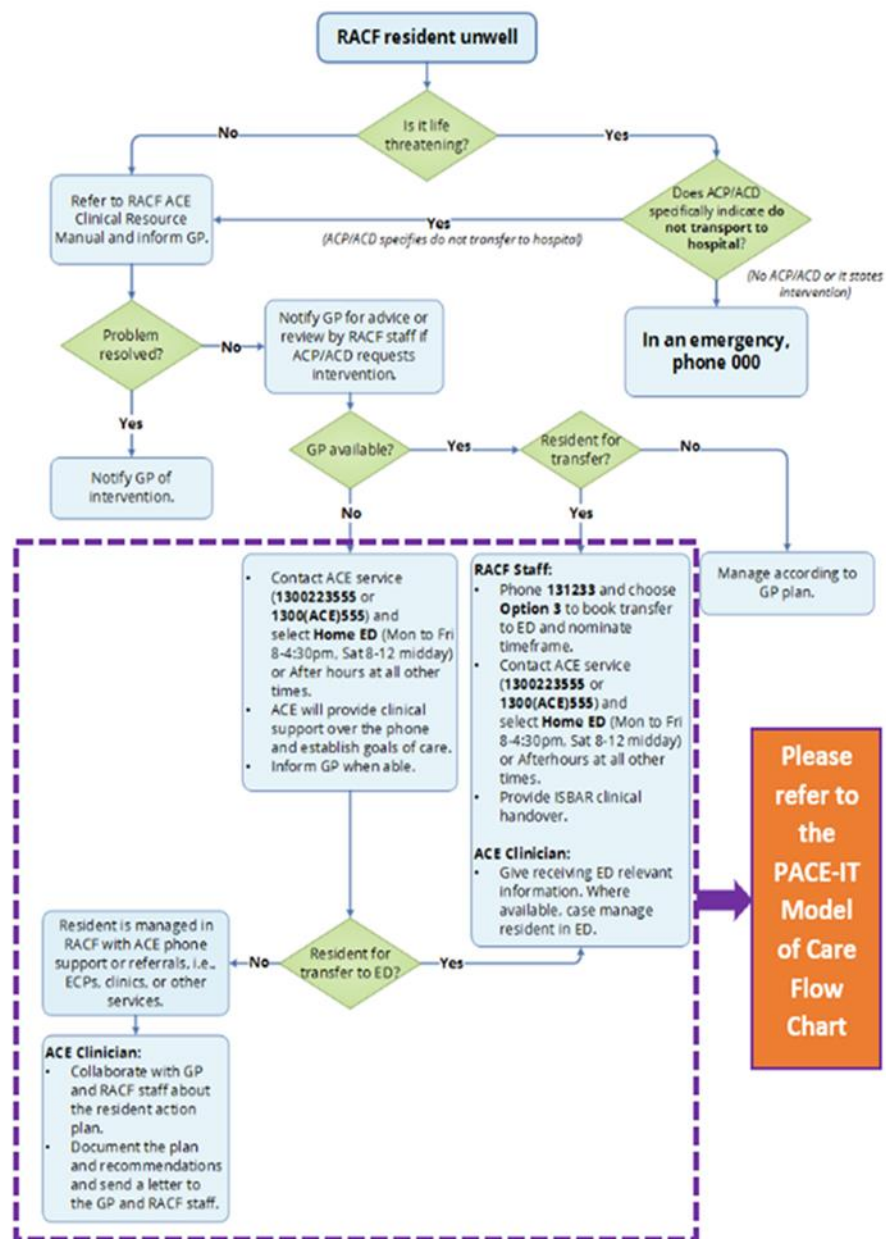 RACF resident unwell
Is it life
threatening?
No
Yes
Refer to RACF ACE
Clinical Resource
Manual and inform GP.
Yes
(ACP/ACD specifies do not transfer to hospital)
Does ACP/ACD
specifically indicate do
not transport to
hospital?
(No ACP/ACD or it states
intervention)
In an emergency,
phone 000
Problem
resolved?
No
Notify GP for advice or
review by RACF staff if
ACP/ACD requests
intervention.
Yes
Notify GP of
intervention.
GP available?
Yes
Resident for
transfer?
No
No
Yes
Manage according to
GP plan.
• Contact ACE service
(1300223555 or
1300(ACE)555) and
select Home ED (Mon to Fri
8-4:30pm, Sat 8-12 midday)
or After hours at all other
times.
• ACE will provide clinical
support over the phone
and establish goals of care.
• Inform GP when able.
RACF Staff:
• Phone 131233 and choose
Option 3 to book transfer
to ED and nominate
timeframe.
• Contact ACE service
(1300223555 or
1300(ACE)555) and
select Home ED (Mon to Fri
8-4:30pm, Sat 8-12 midday)
or Afterhours at all other
times.
• Provide ISBAR clinical
handover.
ACE Clinician:
• Give receiving ED relevant
information. Where
available, case manage
resident in ED.
Please
refer to
the
PACE-IT
Model
of Care
Flow
Chart
Resident for
transfer to ED?
No
Yes
Resident is managed in
RACF with ACE phone
support or referrals, i.e.,
ECPs, clinics, or other
services.
ACE Clinician:
• Collaborate with GP
and RACF staff about
the resident action
plan.
• Document the plan
and recommendations
and send a letter to
the GP and RACF staff.